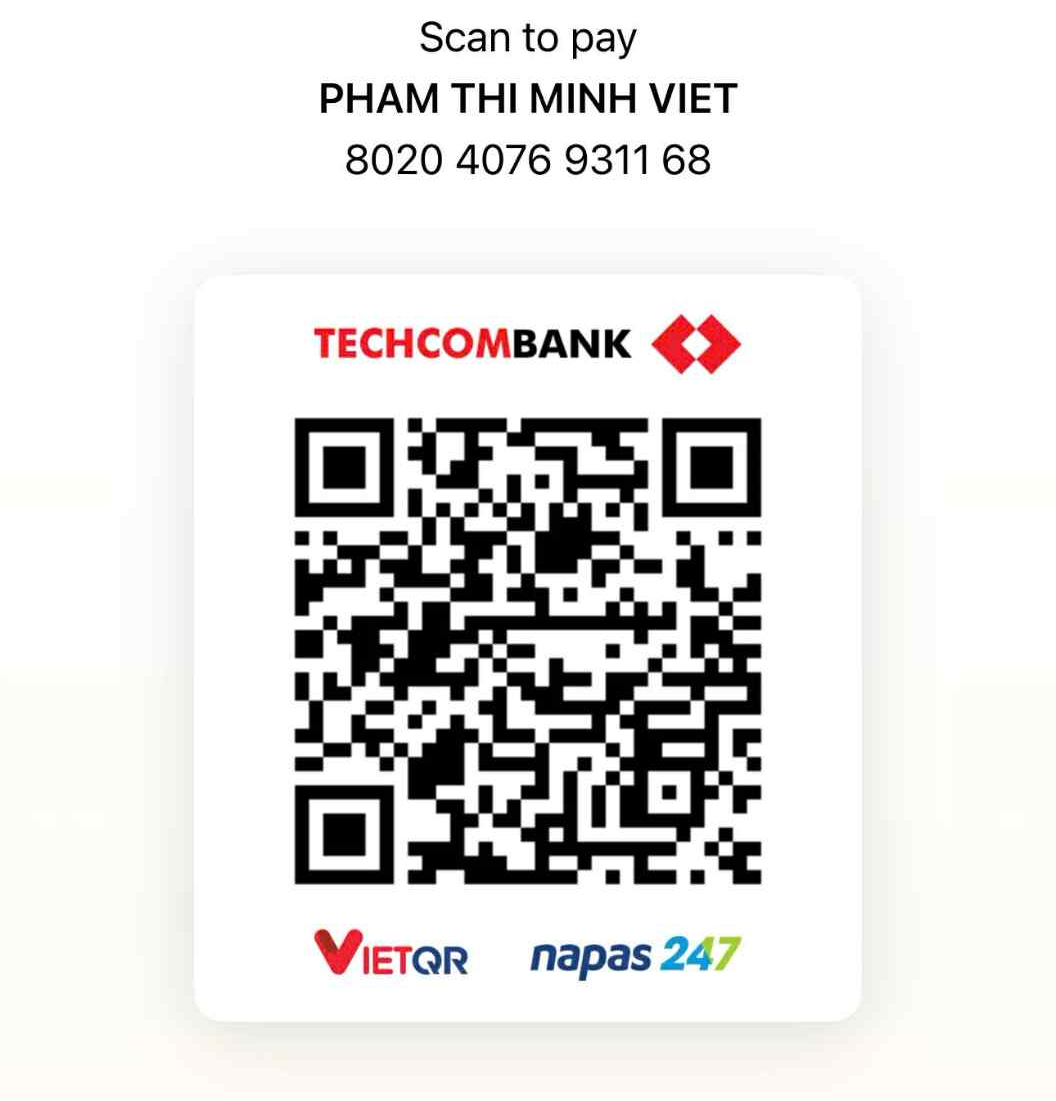 Scan to pay
PHAM THI MINH VIET
8020 4076 9311 68
TECHCOMBANK
VIETQR
napas 247